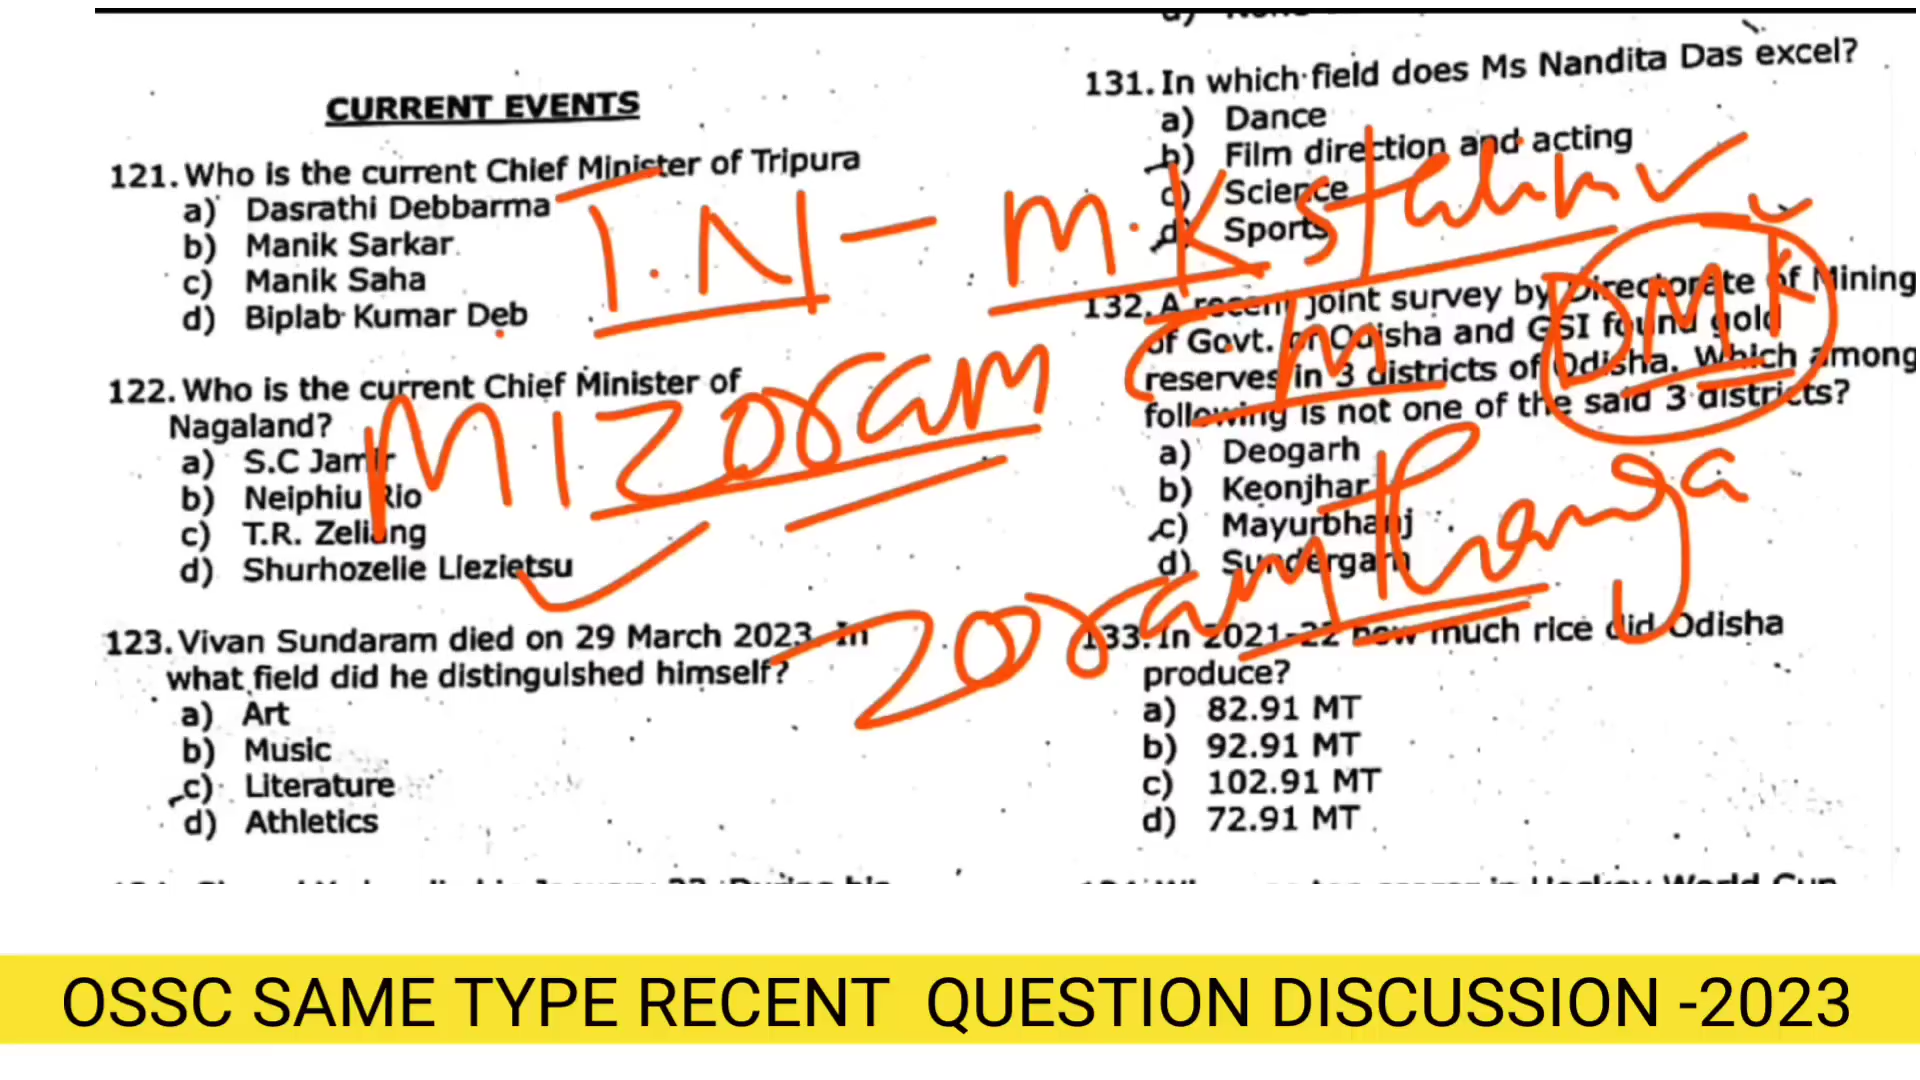 CURRENT EVENTS
121. Who is the current Chief Minister of Tripura
a) Dasrathi Debbarma
b) Manik Sarkar
c) Manik Saha
d) Biplab Kumar Deb
122. Who is the current Chief Minister of
Nagaland?
a) S.C Jamir
b) Neiphiu Rio
c) T.R. Zeliang
d) Shurhozelie Liezietsu
123. Vivan Sundaram died on 29 March 2023. In
what field did he distinguished himself?
a) Art
b) Music
c) Literature
d) Athletics
131. In which field does Ms Nandita Das excel?
a) Dance
b) Film direction and acting
c) Science
d) Sports
132. A recent joint survey by Directorate of Mining
of Govt. of Odisha and GSI found gold
reserves in 3 districts of Odisha. Which among
following is not one of the said 3 districts?
a) Deogarh
b) Keonjhar
c) Mayurbhanj
d) Sundergarh
133. In 2021-22 how much rice did Odisha
produce?
a) 82.91 MT
b) 92.91 MT
c) 102.91 MT
d) 72.91 MT
T.N - M.K Stalin
CM DMK
MIZORAM
Zoramthanga
OSSC SAME TYPE RECENT QUESTION DISCUSSION -2023